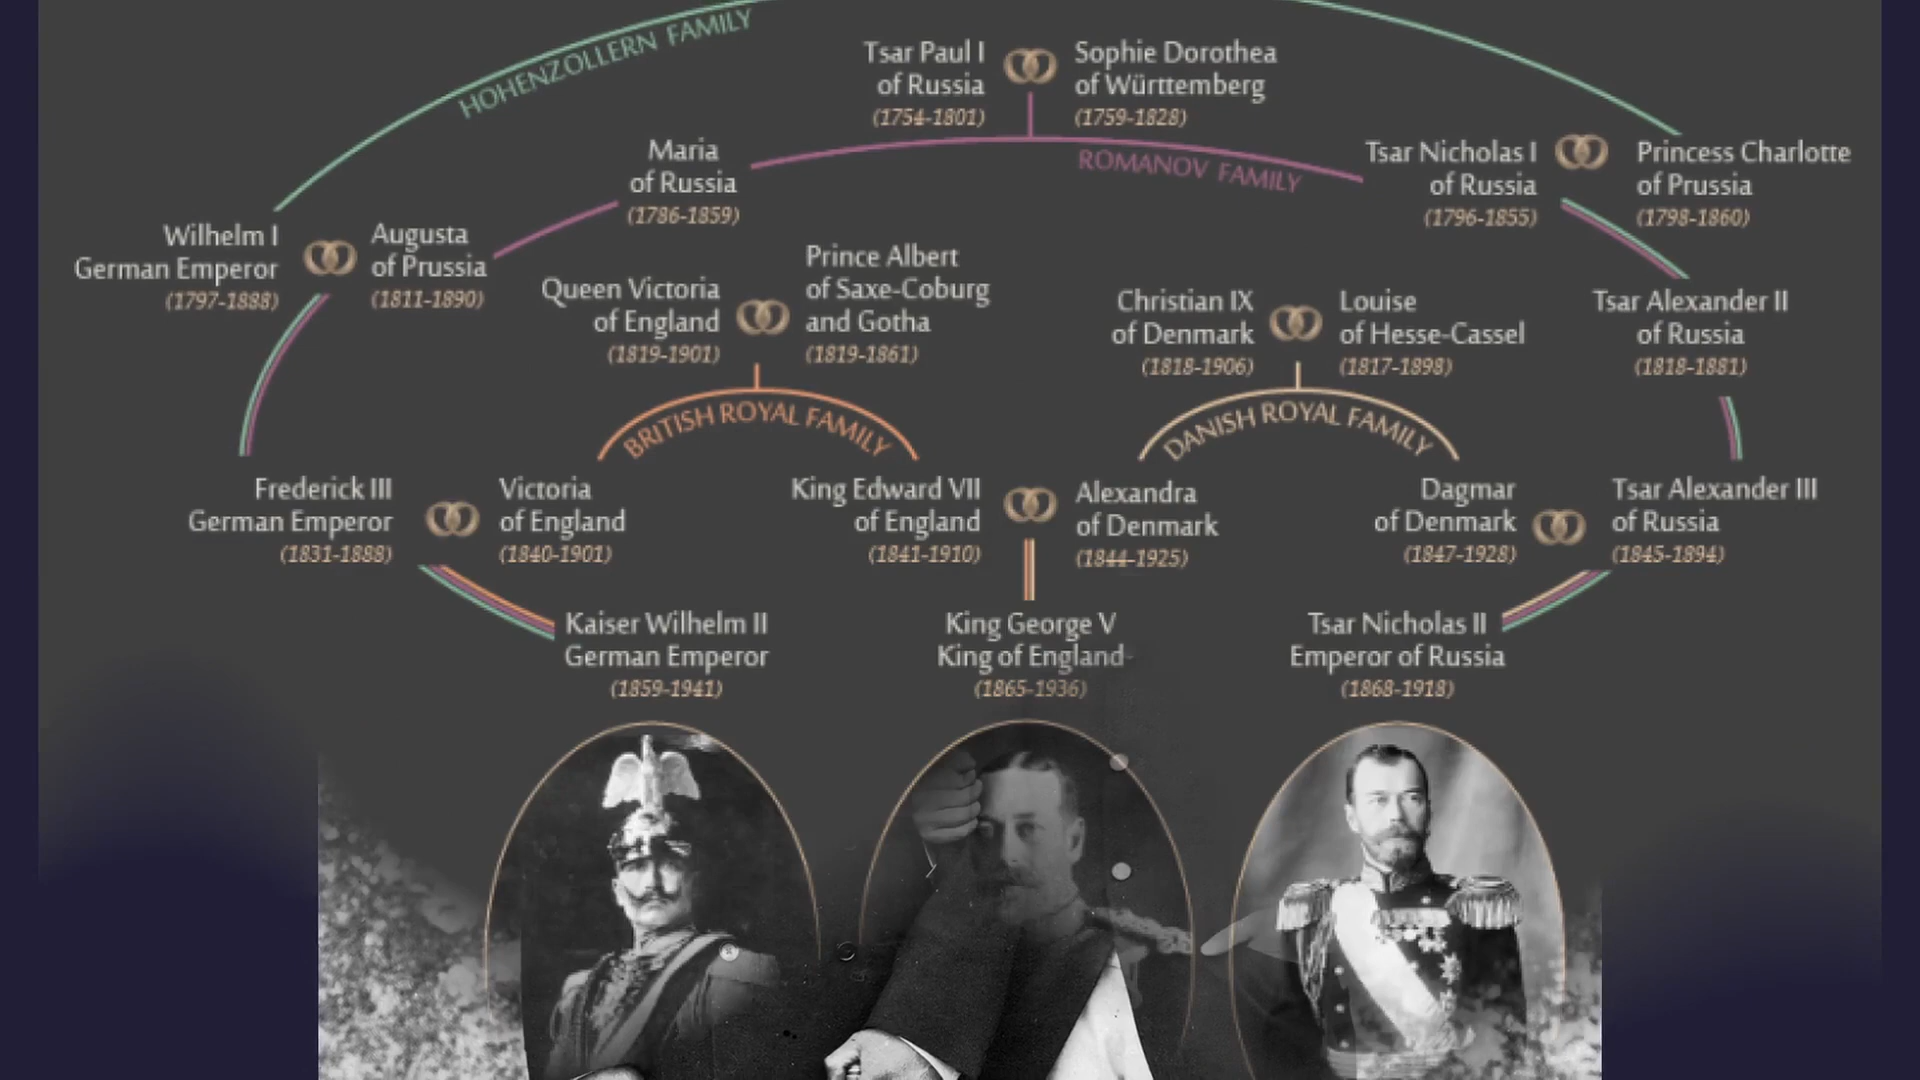 HOHENZOLLERN FAMILY
Tsar Paul I
of Russia
(1754-1801)
Sophie Dorothea
of Württemberg
(1759-1828)
ROMANOV FAMILY
Maria
of Russia
(1786-1859)
Tsar Nicholas I
of Russia
(1796-1855)
Princess Charlotte
of Prussia
(1798-1860)
Wilhelm I
German Emperor
(1797-1888)
Augusta
of Prussia
(1811-1890)
Queen Victoria
of England
(1819-1901)
Prince Albert
of Saxe-Coburg
and Gotha
(1819-1861)
Christian IX
of Denmark
(1818-1906)
Louise
of Hesse-Cassel
(1817-1898)
Tsar Alexander II
of Russia
(1818-1881)
BRITISH ROYAL FAMILY
DANISH ROYAL FAMILY
Frederick III
German Emperor
(1831-1888)
Victoria
of England
(1840-1901)
King Edward VII
of England
(1841-1910)
Alexandra
of Denmark
(1844-1925)
Dagmar
of Denmark
(1847-1928)
Tsar Alexander III
of Russia
(1845-1894)
Kaiser Wilhelm II
German Emperor
(1859-1941)
King George V
King of England
(1865-1936)
Tsar Nicholas II
Emperor of Russia
(1868-1918)